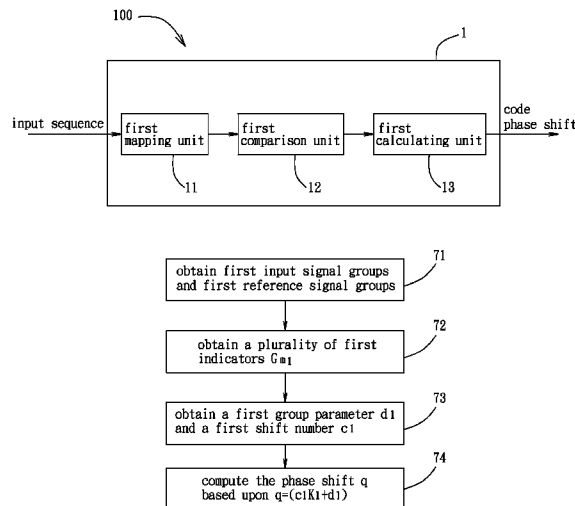 100
1
input sequence
first
mapping unit
first
comparison unit
first
calculating unit
code
phase shift
11
12
13
71
obtain first input signal groups
and first reference signal groups
72
obtain a plurality of first
indicators Gm1
73
obtain a first group parameter d1
and a first shift number c1
74
compute the phase shift q
based upon q=(c1K1+d1)